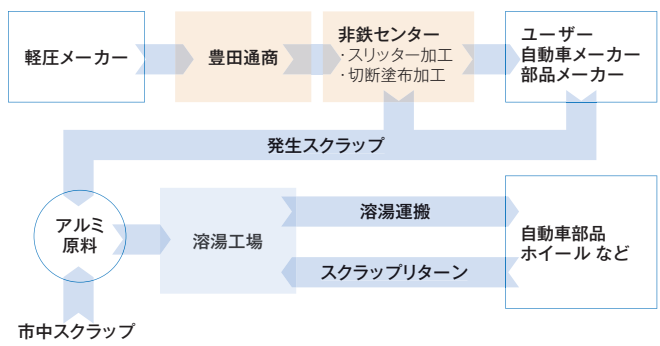 軽圧メーカー
豊田通商
非鉄センター
·スリッター加工
·切断塗布加工
ユーザー
自動車メーカー
部品メーカー
発生スクラップ
アルミ
原料
溶湯工場
溶湯運搬
スクラップリターン
自動車部品
ホイール など
市中スクラップ